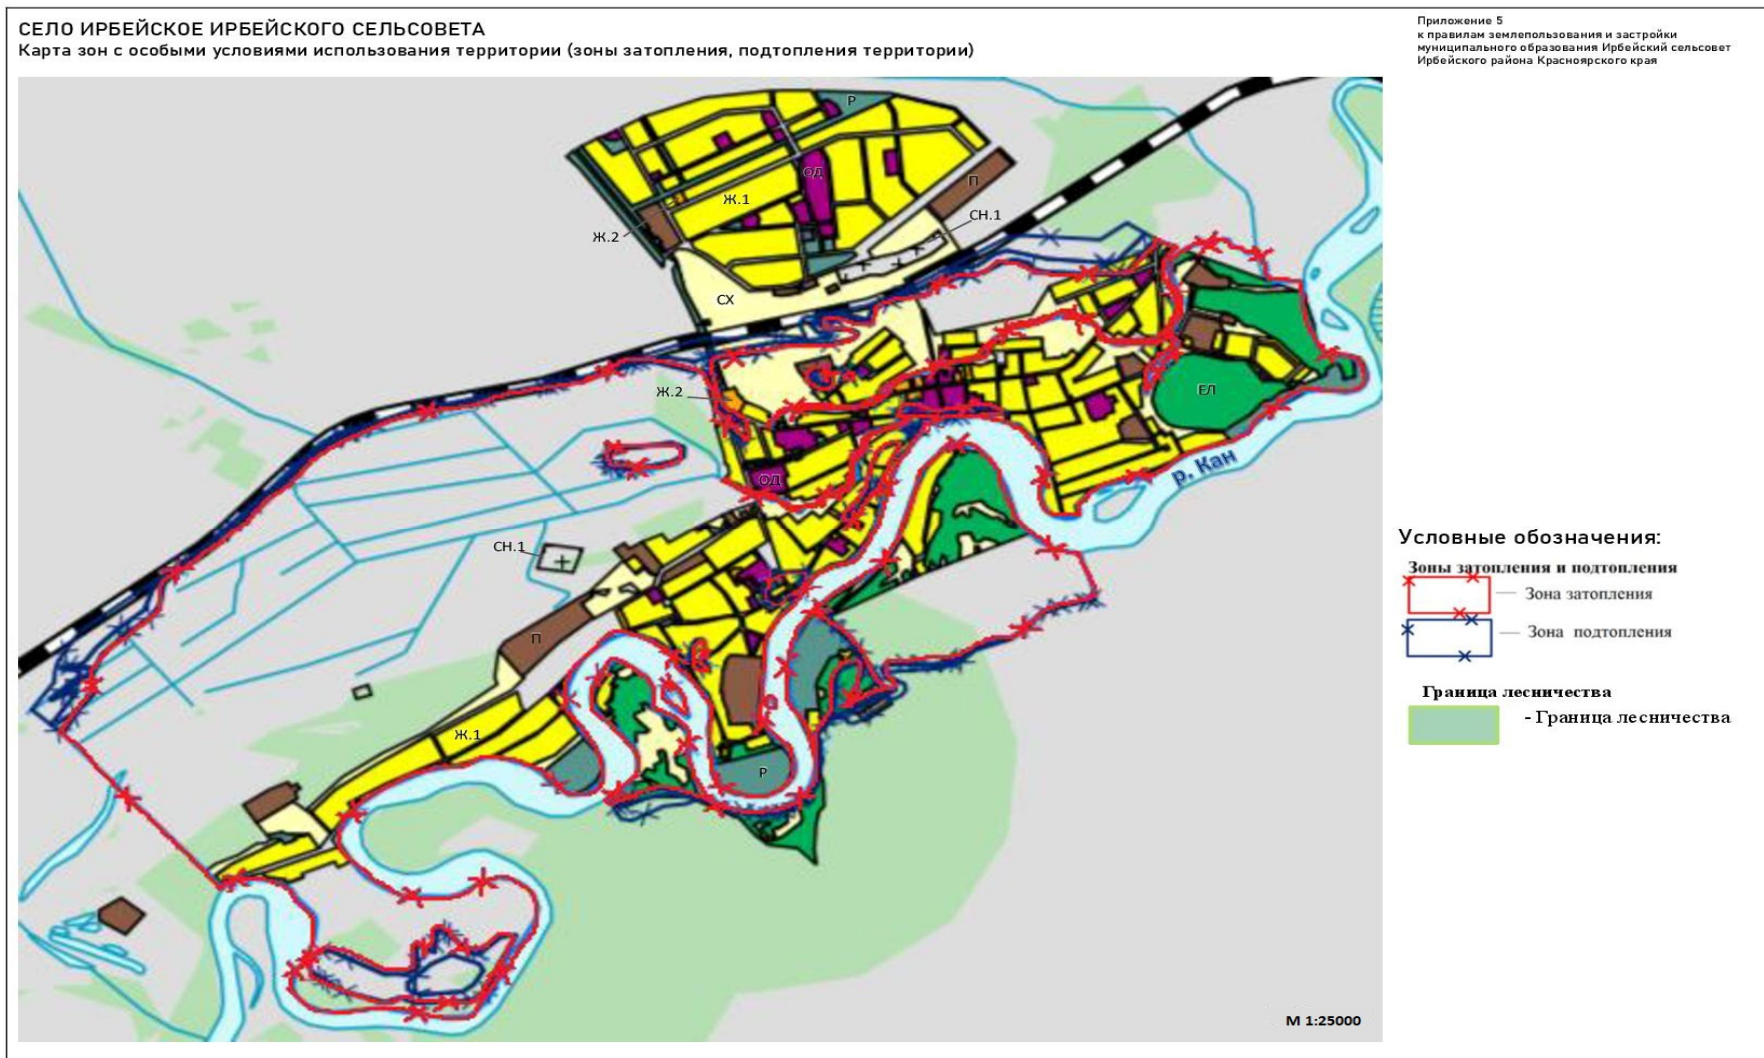 СЕЛО ИРБЕЙСКОЕ ИРБЕЙСКОГО СЕЛЬСОВЕТА
Карта зон с особыми условиями использования территории (зоны затопления, подтопления территории)
Приложение 5
к правилам землепользования и застройки
муниципального образования Ирбейский сельсовет
Ирбейского района Красноярского края
Р
ОД
Ж.1
П
СН.1
Ж.2
СХ
Ж.2
ЕЛ
р. Кан
ОД
СН.1
П
Ж.1
Р
М 1:25000
Условные обозначения:
Зоны затопления и подтопления
Зона затопления
Зона подтопления
Граница лесничества
- Граница лесничества